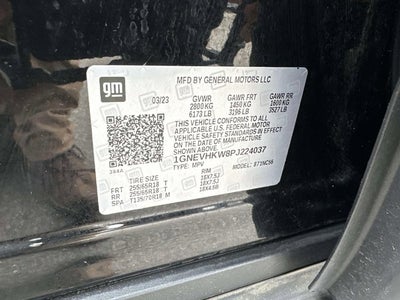 gm
MFD BY GENERAL MOTORS LLC
03/23 GVWR GAWR FRT GAWR RR
2800 KG 1450 KG 1600 KG
6173 LB 3196 LB 3527 LB
THIS VEHICLE CONFORMS TO ALL APPLICABLE
U.S. FEDERAL MOTOR VEHICLE
SAFETY STANDARDS IN EFFECT ON THE DATE OF
MANUFACTURE SHOWN ABOVE.
1GNEVHKW8PJ224037
TYPE: MPV MODEL:
TIRE SIZE RIM
FRT 255/65R18 T 18X7.5J
RR 255/65R18 T 18X7.5J
SPA T135/70R18 M 18X4.5B